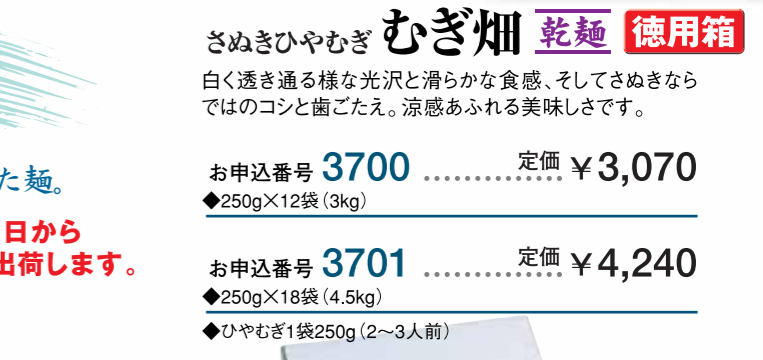 さぬきひやむぎ むぎ畑 乾麺 徳用箱
白く透き通る様な光沢と滑らかな食感、そしてさぬきなら
ではのコシと歯ごたえ。涼感あふれる美味しさです。
た麺。
お申込番号 3700 ............... 定価 ￥3,070
◆250g×12袋（3kg）
日から
出荷します。
お申込番号 3701 ............... 定価 ￥4,240
◆250g×18袋（4.5kg）
◆ひやむぎ1袋250g（2〜3人前）